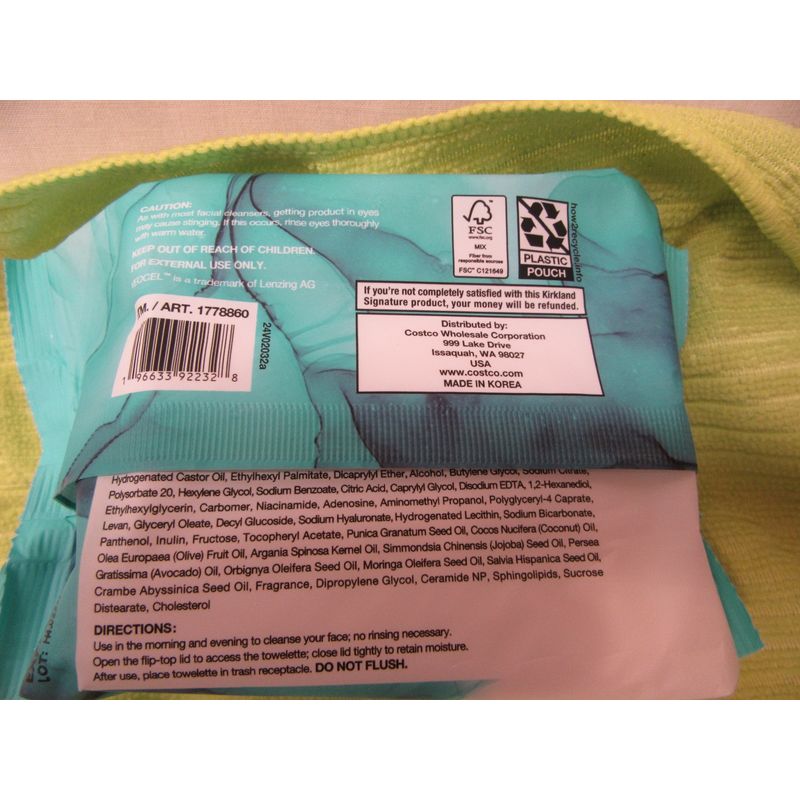 CAUTION:
As with most facial cleansers, getting product in eyes
may cause stinging. If this occurs, rinse eyes thoroughly
with warm water.
KEEP OUT OF REACH OF CHILDREN.
FOR EXTERNAL USE ONLY.
EOCEL™ is a trademark of Lenzing AG
TM. / ART. 1778860
1 96633 92232 8
24V02032a
FSC
www.fsc.org
MIX
Fiber from
responsible sources
FSC® C121649
PLASTIC
POUCH
how2recycle.info
If you're not completely satisfied with this Kirkland
Signature product, your money will be refunded.
Distributed by:
Costco Wholesale Corporation
999 Lake Drive
Issaquah, WA 98027
USA
www.costco.com
MADE IN KOREA
Hydrogenated Castor Oil, Ethylhexyl Palmitate, Dicaprylyl Ether, Alcohol, Butylene Glycol, Sodium Citrate,
Polysorbate 20, Hexylene Glycol, Sodium Benzoate, Citric Acid, Caprylyl Glycol, Disodium EDTA, 1,2-Hexanediol,
Ethylhexylglycerin, Carbomer, Niacinamide, Adenosine, Aminomethyl Propanol, Polyglyceryl-4 Caprate,
Levan, Glyceryl Oleate, Decyl Glucoside, Sodium Hyaluronate, Hydrogenated Lecithin, Sodium Bicarbonate,
Panthenol, Inulin, Fructose, Tocopheryl Acetate, Punica Granatum Seed Oil, Cocos Nucifera (Coconut) Oil,
Olea Europaea (Olive) Fruit Oil, Argania Spinosa Kernel Oil, Simmondsia Chinensis (Jojoba) Seed Oil, Persea
Gratissima (Avocado) Oil, Orbignya Oleifera Seed Oil, Moringa Oleifera Seed Oil, Salvia Hispanica Seed Oil,
Crambe Abyssinica Seed Oil, Fragrance, Dipropylene Glycol, Ceramide NP, Sphingolipids, Sucrose
Distearate, Cholesterol
DIRECTIONS:
Use in the morning and evening to cleanse your face; no rinsing necessary.
Open the flip-top lid to access the towelette; close lid tightly to retain moisture.
After use, place towelette in trash receptacle. DO NOT FLUSH.
LOT: